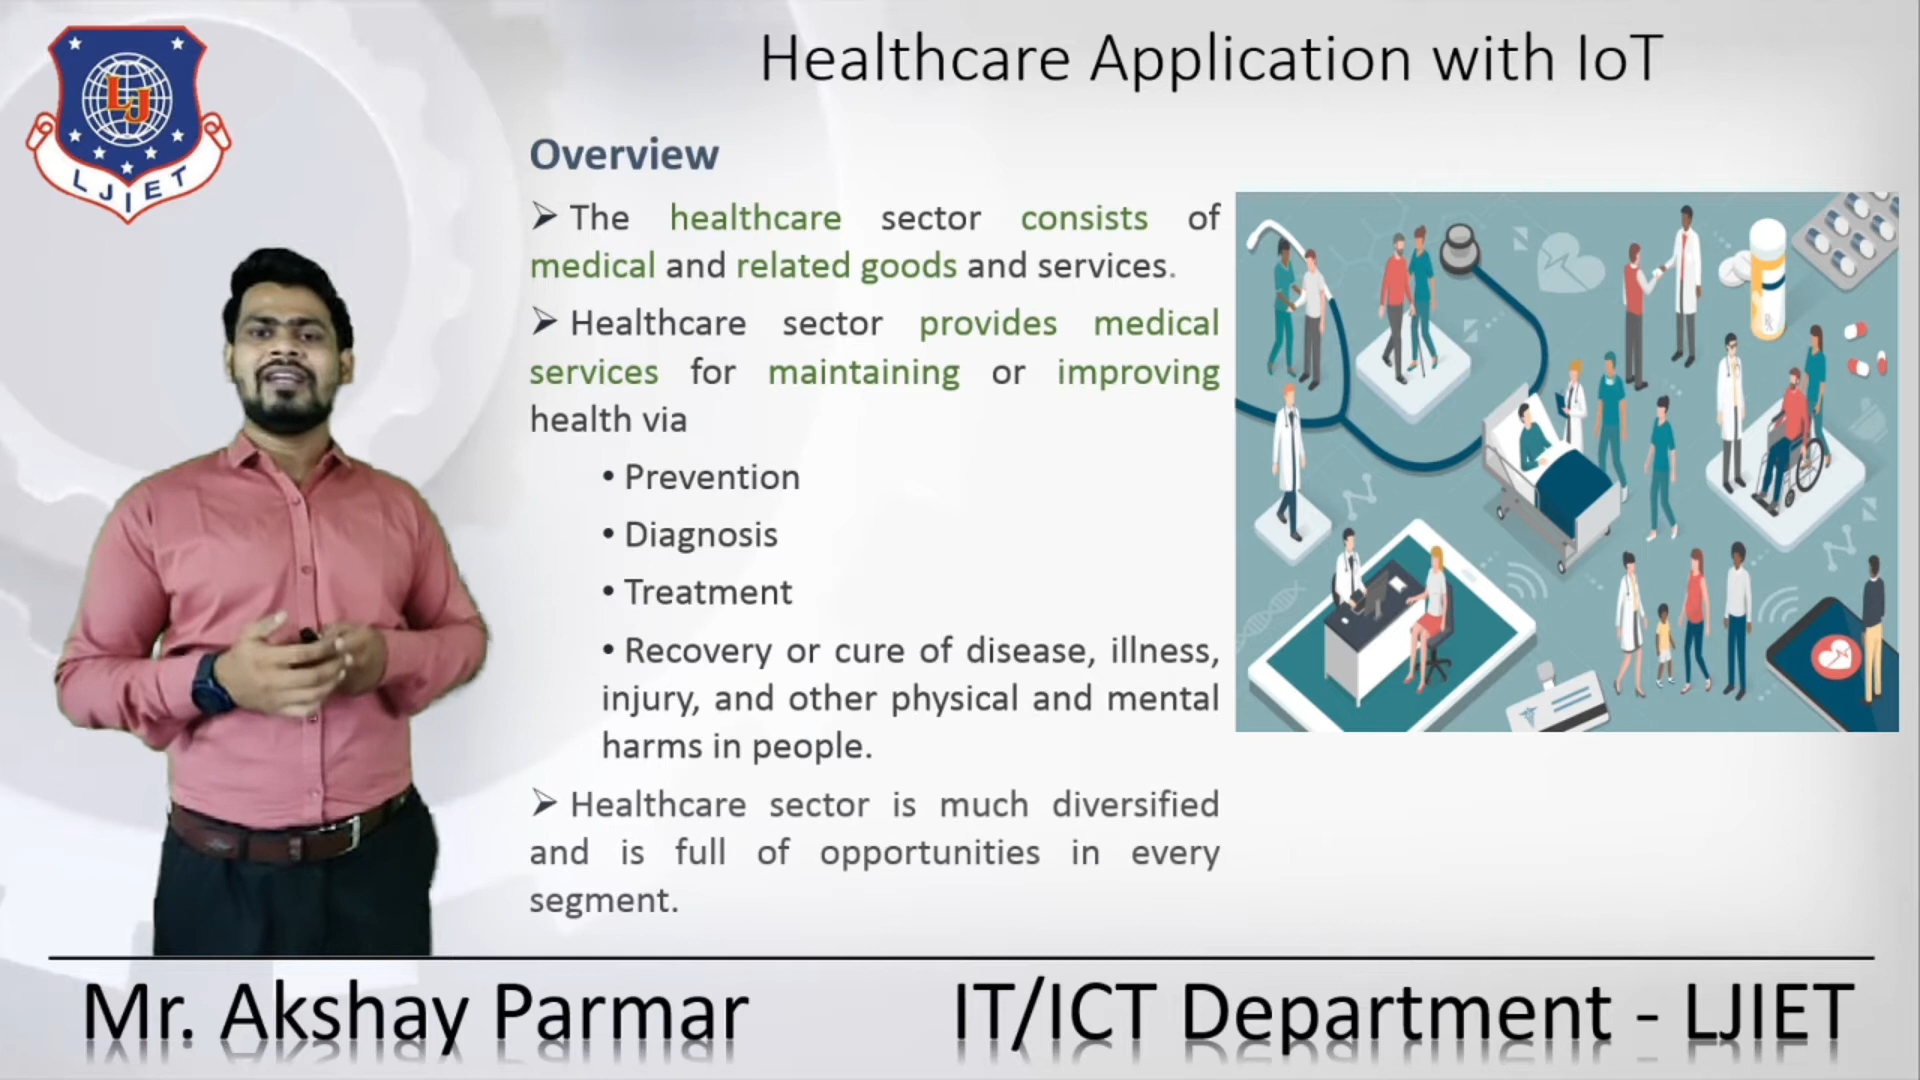 Healthcare Application with IoT
LJ
LJIET
Overview
➢ The healthcare sector consists of
medical and related goods and services.
➢ Healthcare sector provides medical
services for maintaining or improving
health via
• Prevention
• Diagnosis
• Treatment
• Recovery or cure of disease, illness,
injury, and other physical and mental
harms in people.
➢ Healthcare sector is much diversified
and is full of opportunities in every
segment.
Mr. Akshay Parmar
IT/ICT Department - LJIET